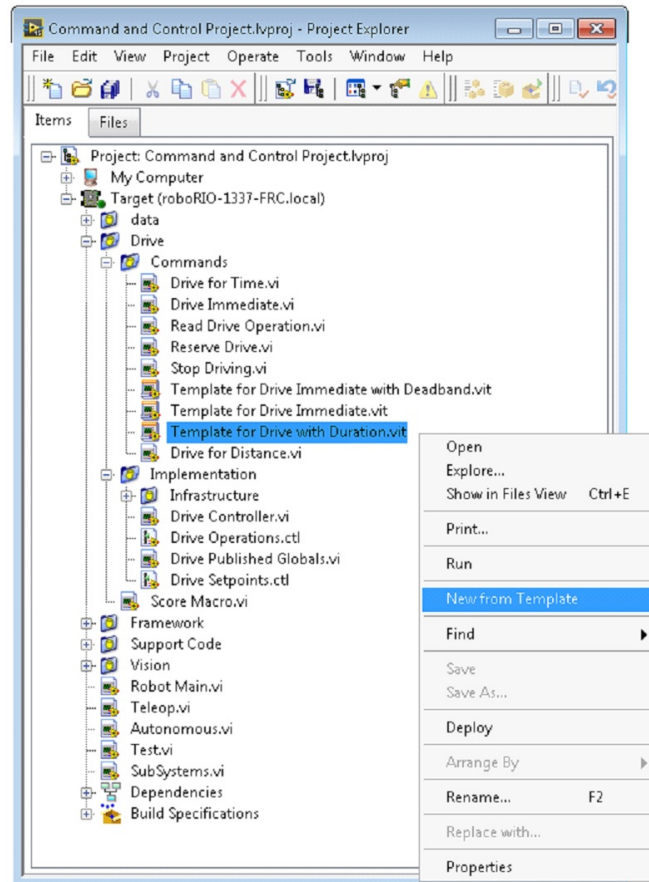 Command and Control Project.lvproj - Project Explorer
File Edit View Project Operate Tools Window Help
Items Files
Project: Command and Control Project.lvproj
My Computer
Target (roboRIO-1337-FRC.local)
data
Drive
Commands
Drive for Time.vi
Drive Immediate.vi
Read Drive Operation.vi
Reserve Drive.vi
Stop Driving.vi
Template for Drive Immediate with Deadband.vit
Template for Drive Immediate.vit
Template for Drive with Duration.vit
Drive for Distance.vi
Implementation
Infrastructure
Drive Controller.vi
Drive Operations.ctl
Drive Published Globals.vi
Drive Setpoints.ctl
Score Macro.vi
Framework
Support Code
Vision
Robot Main.vi
Teleop.vi
Autonomous.vi
Test.vi
SubSystems.vi
Dependencies
Build Specifications
Open
Explore...
Show in Files View Ctrl+E
Print...
Run
New from Template
Find
Save
Save As...
Deploy
Arrange By
Rename... F2
Replace with...
Properties